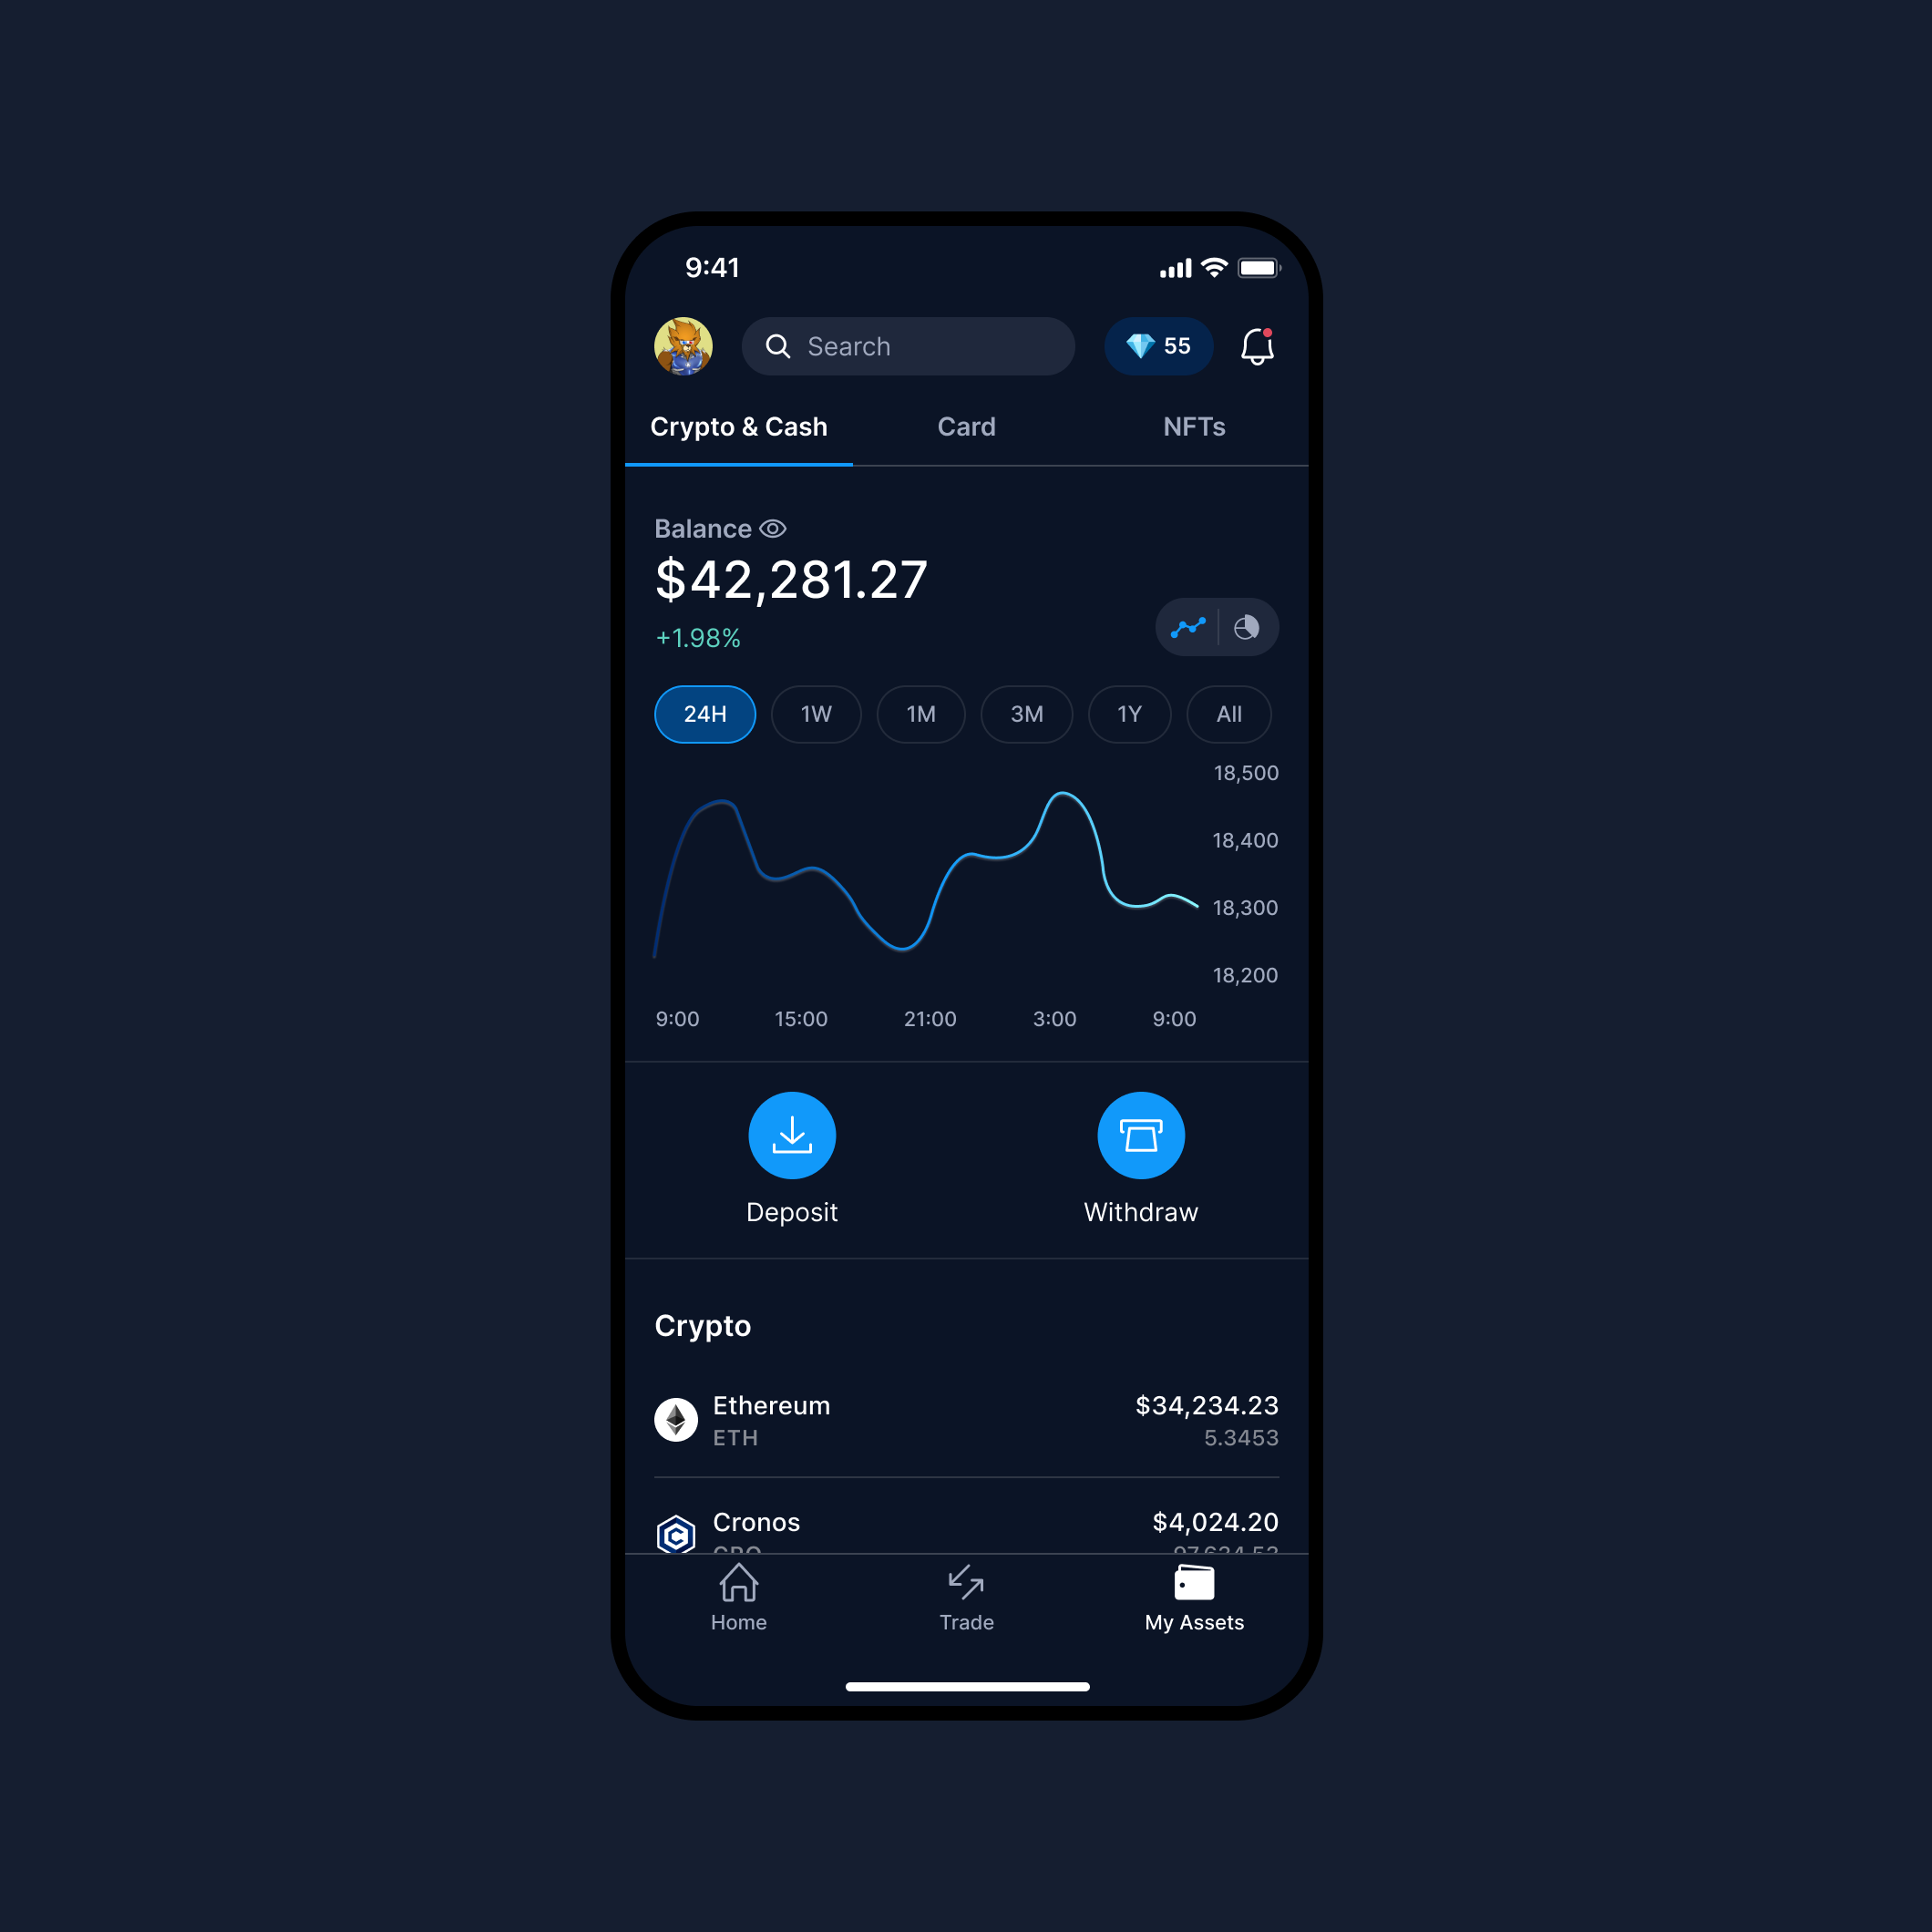 9:41
Search
55
Crypto & Cash
Card
NFTs
Balance
$42,281.27
+1.98%
24H
1W
1M
3M
1Y
All
18,500
18,400
18,300
18,200
9:00
15:00
21:00
3:00
9:00
Deposit
Withdraw
Crypto
Ethereum
$34,234.23
ETH
5.3453
Cronos
$4,024.20
Home
Trade
My Assets